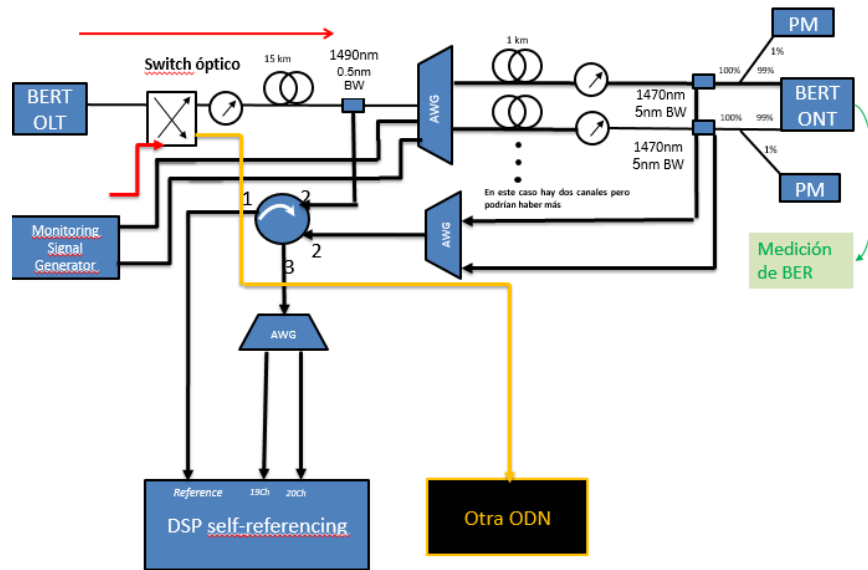 PM
15 km
1490nm
0.5nm
BW
1 km
1%
Switch óptico
100%
99%
BERT
OLT
AWG
1470nm
5nm BW
BERT
ONT
100%
99%
1470nm
5nm BW
1%
PM
En este caso hay dos canales pero
podrían haber más
1
2
2
3
Monitoring
Signal
Generator
AWG
Medición
de BER
AWG
Reference
19Ch
20Ch
DSP self-referencing
Otra ODN